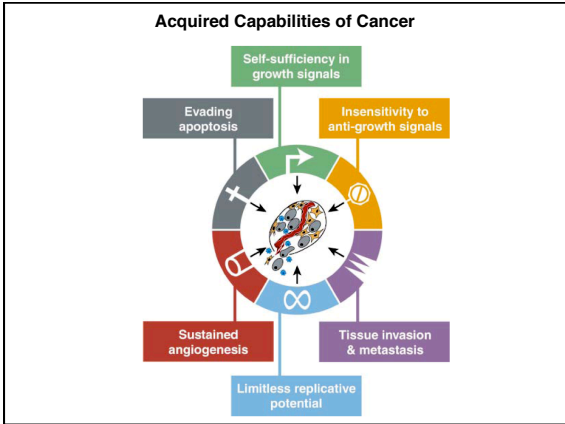 Acquired Capabilities of Cancer
Self-sufficiency in
growth signals
Evading
apoptosis
Insensitivity to
anti-growth signals
Sustained
angiogenesis
Tissue invasion
& metastasis
Limitless replicative
potential